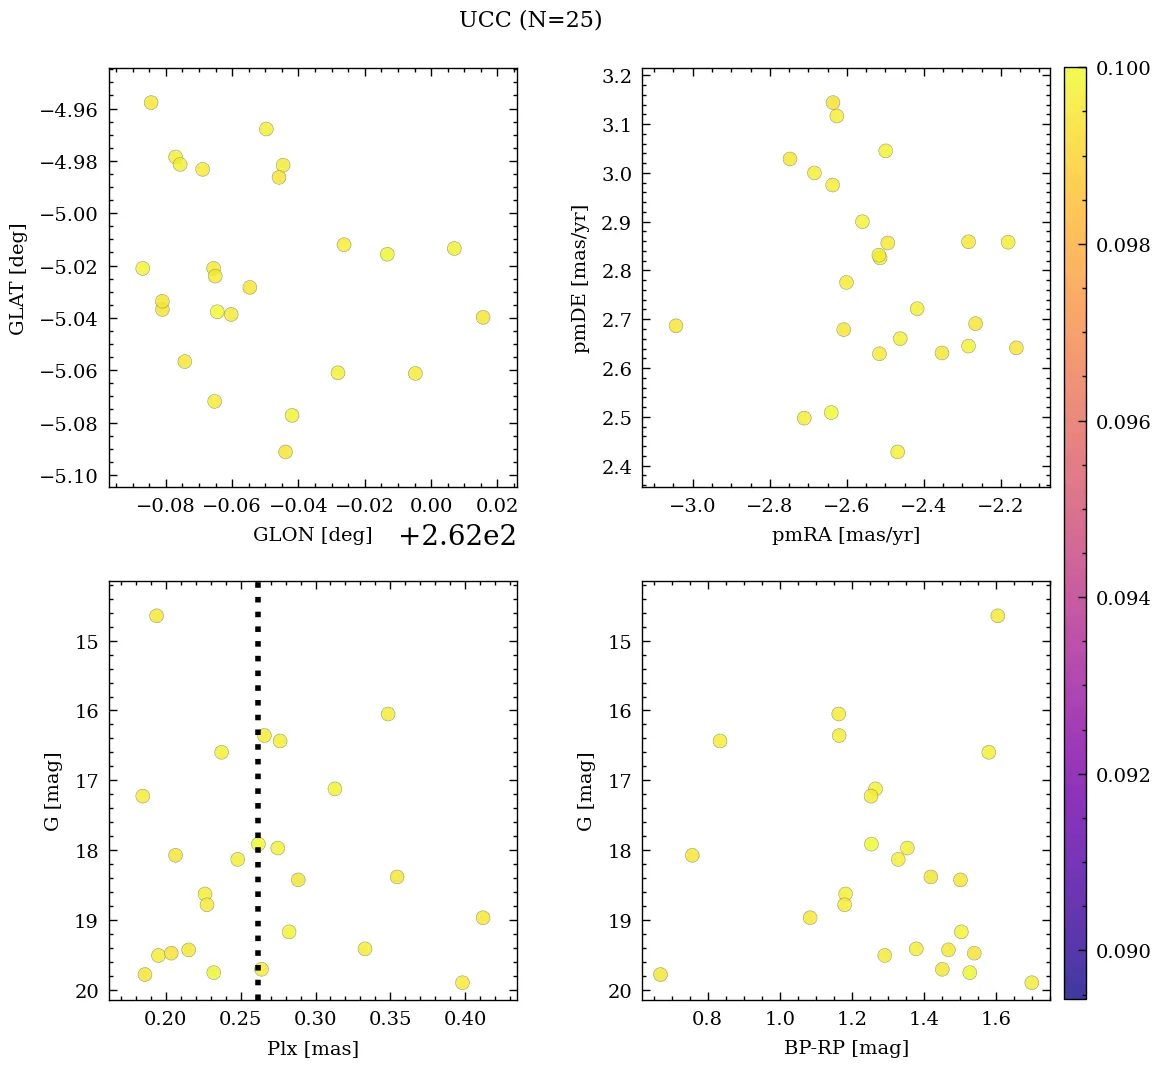 UCC (N=25)
−4.96
−4.98
−5.00
−5.02
−5.04
−5.06
−5.08
−5.10
GLAT [deg]
−0.08 −0.06 −0.04 −0.02 0.00 0.02
GLON [deg]
+2.62e2
3.2
3.1
3.0
2.9
2.8
2.7
2.6
2.5
2.4
pmDE [mas/yr]
−3.0 −2.8 −2.6 −2.4 −2.2
pmRA [mas/yr]
0.100
0.098
0.096
0.094
0.092
0.090
15
16
17
18
19
20
G [mag]
0.20 0.25 0.30 0.35 0.40
Plx [mas]
15
16
17
18
19
20
G [mag]
0.8 1.0 1.2 1.4 1.6
BP-RP [mag]